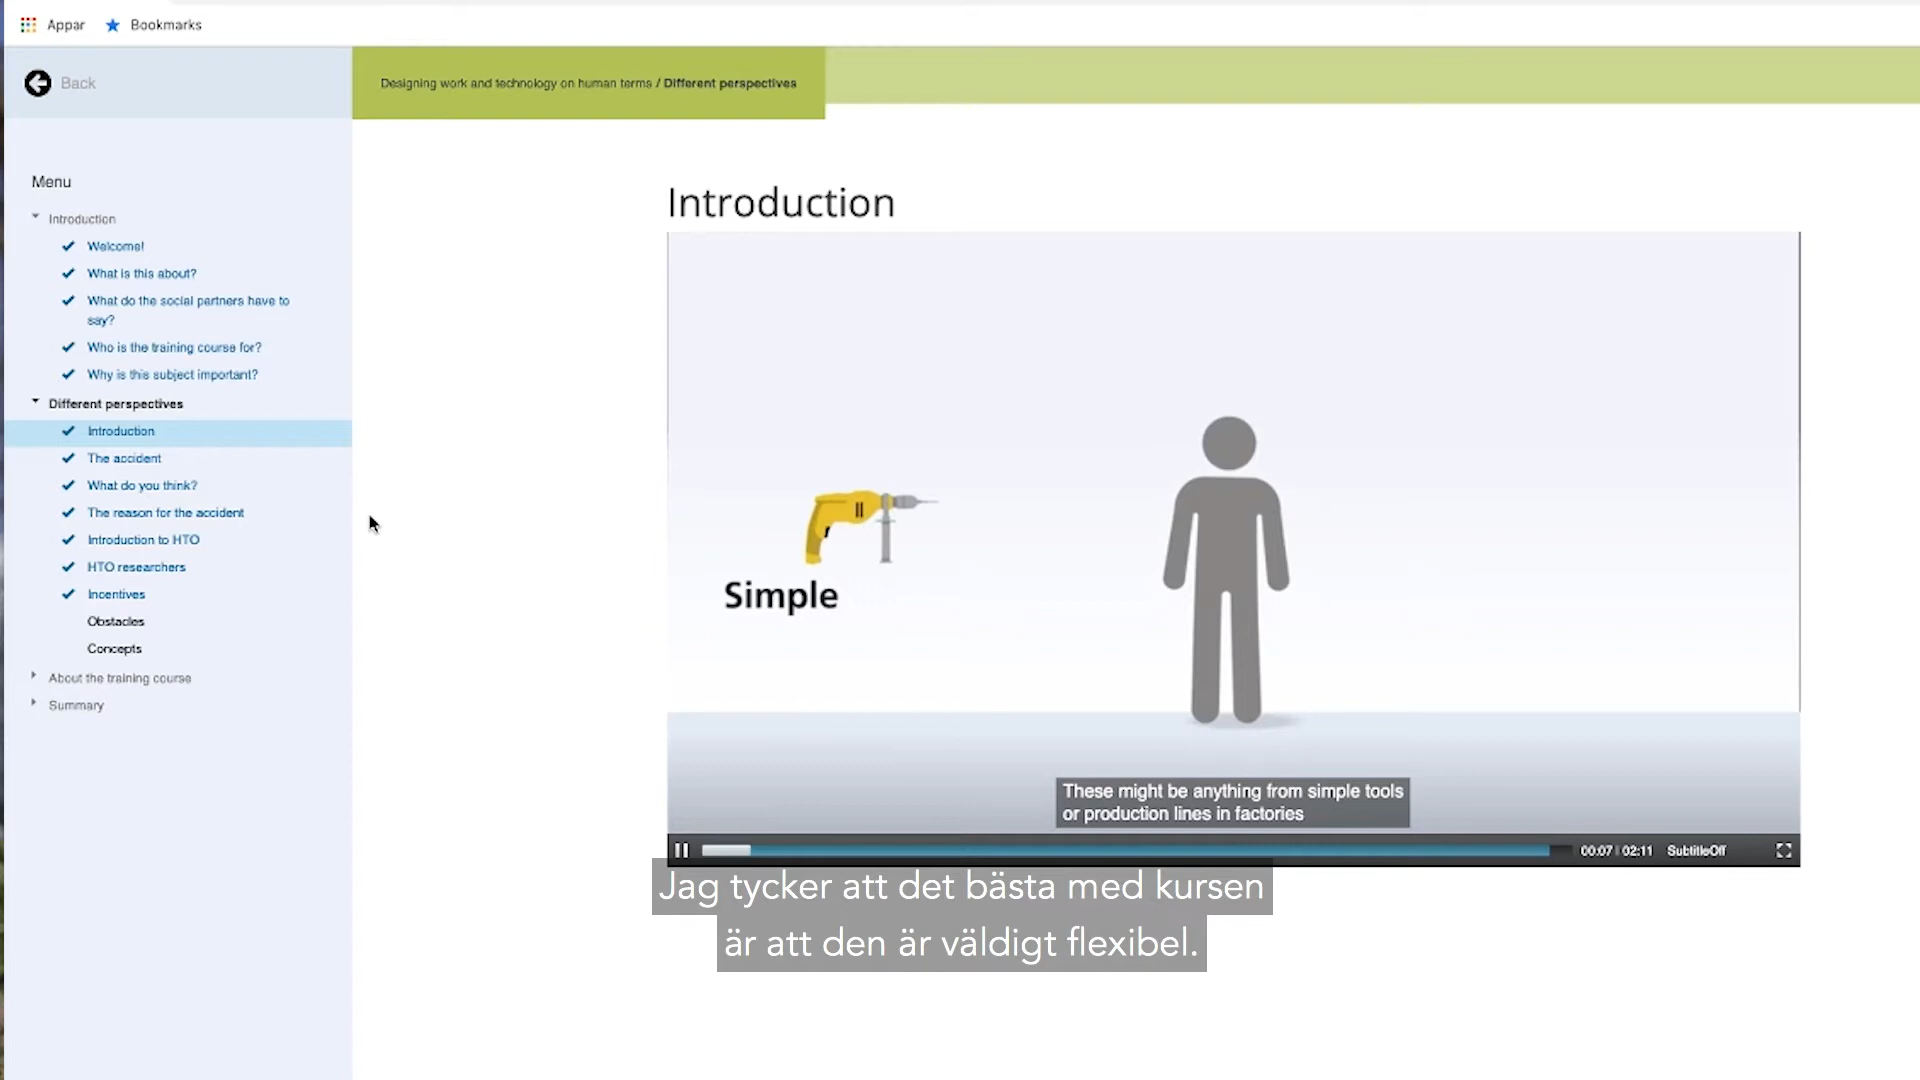 Appar
Bookmarks
Back
Designing work and technology on human terms / Different perspectives
Menu
Introduction
Welcome!
What is this about?
What do the social partners have to
say?
Who is the training course for?
Why is this subject important?
Different perspectives
Introduction
The accident
What do you think?
The reason for the accident
Introduction to HTO
HTO researchers
Incentives
Obstacles
Concepts
About the training course
Summary
Introduction
Simple
These might be anything from simple tools
or production lines in factories
00:07 | 02:11 SubtitleOff
Jag tycker att det bästa med kursen
är att den är väldigt flexibel.